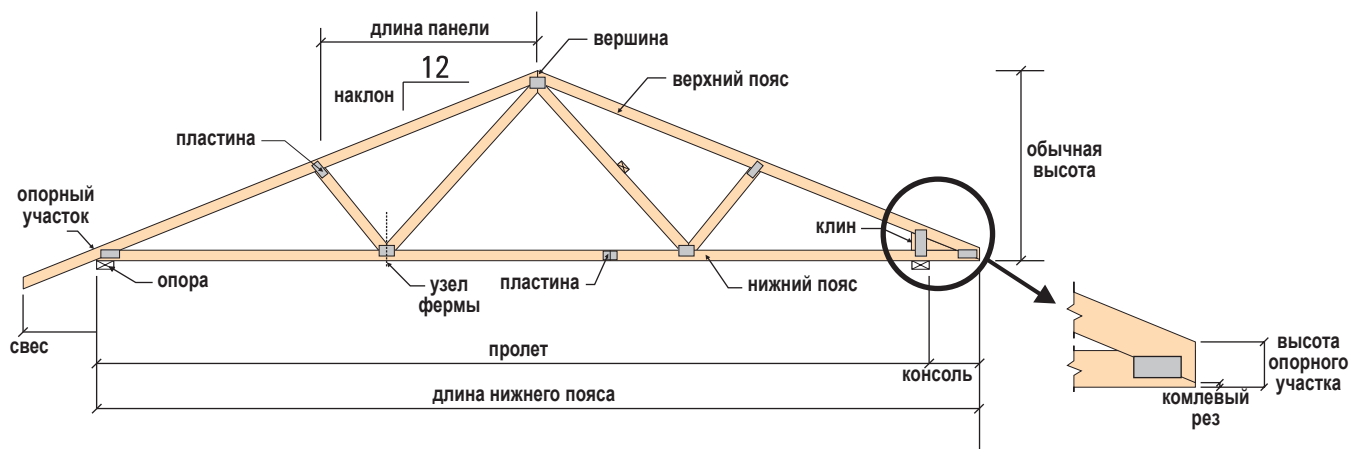 длина панели
вершина
12
наклон
верхний пояс
пластина
обычная
высота
опорный
участок
клин
опора
узел
фермы
пластина
нижний пояс
свес
пролет
консоль
высота
опорного
участка
длина нижнего пояса
комлевый
рез